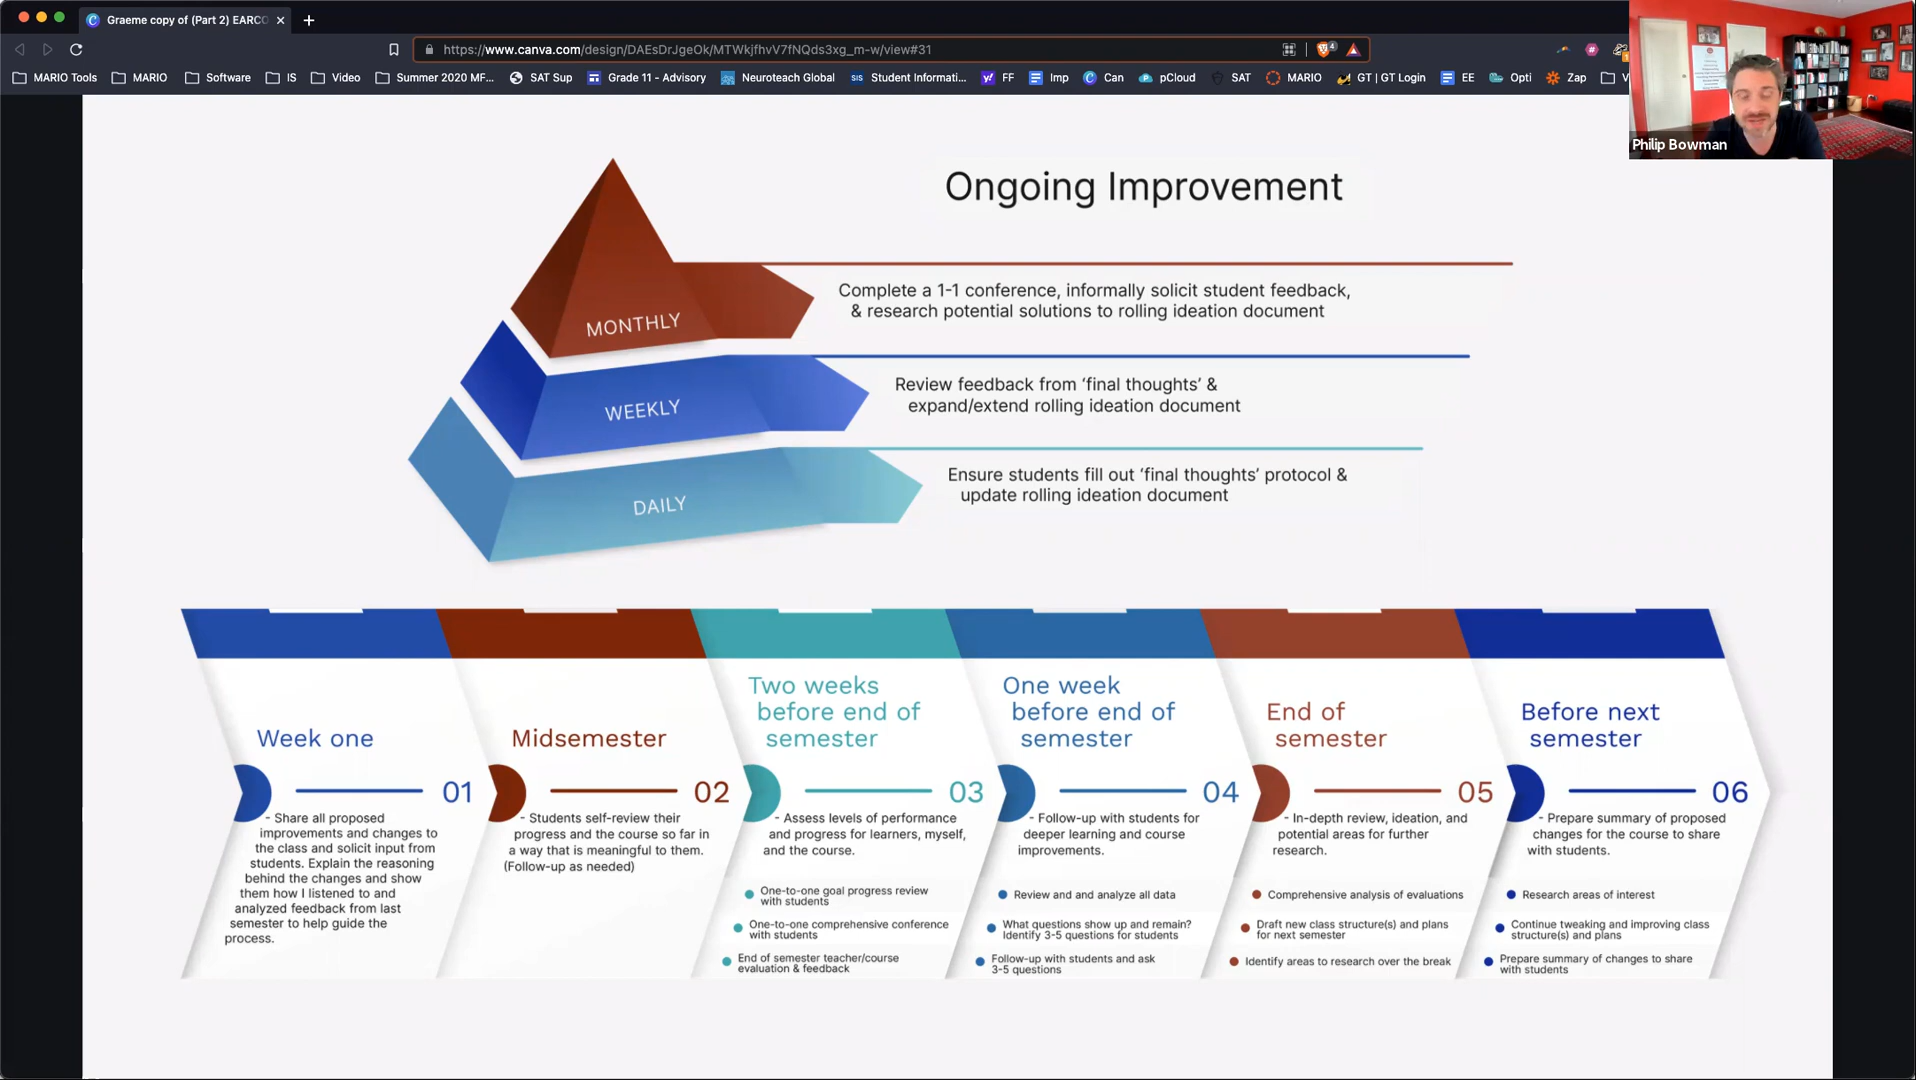 Graeme copy of (Part 2) EARCO
https://www.canva.com/design/DAEsDrJgeOk/MTWkjfhvV7fNQds3xg_m-w/view#31
4
MARIO Tools
MARIO
Software
IS
Video
Summer 2020 MF...
SAT Sup
Grade 11 - Advisory
Neuroteach Global
SIS
Student Informati...
FF
Imp
Can
pCloud
SAT
MARIO
GT | GT Login
EE
Opti
Zap
V
Philip Bowman
Ongoing Improvement
MONTHLY
Complete a 1-1 conference, informally solicit student feedback,
& research potential solutions to rolling ideation document
WEEKLY
Review feedback from ‘final thoughts’ &
expand/extend rolling ideation document
DAILY
Ensure students fill out ‘final thoughts’ protocol &
update rolling ideation document
Week one
01
- Share all proposed
improvements and changes to
the class and solicit input from
students. Explain the reasoning
behind the changes and show
them how I listened to and
analyzed feedback from last
semester to help guide the
process.
Midsemester
02
- Students self-review their
progress and the course so far in
a way that is meaningful to them.
(Follow-up as needed)
Two weeks
before end of
semester
03
- Assess levels of performance
and progress for learners, myself,
and the course.
One-to-one goal progress review
with students
One-to-one comprehensive conference
with students
End of semester teacher/course
evaluation & feedback
One week
before end of
semester
04
- Follow-up with students for
deeper learning and course
improvements.
Review and and analyze all data
What questions show up and remain?
Identify 3-5 questions for students
Follow-up with students and ask
3-5 questions
End of
semester
05
- In-depth review, ideation, and
potential areas for further
research.
Comprehensive analysis of evaluations
Draft new class structure(s) and plans
for next semester
Identify areas to research over the break
Before next
semester
06
- Prepare summary of proposed
changes for the course to share
with students.
Research areas of interest
Continue tweaking and improving class
structure(s) and plans
Prepare summary of changes to share
with students